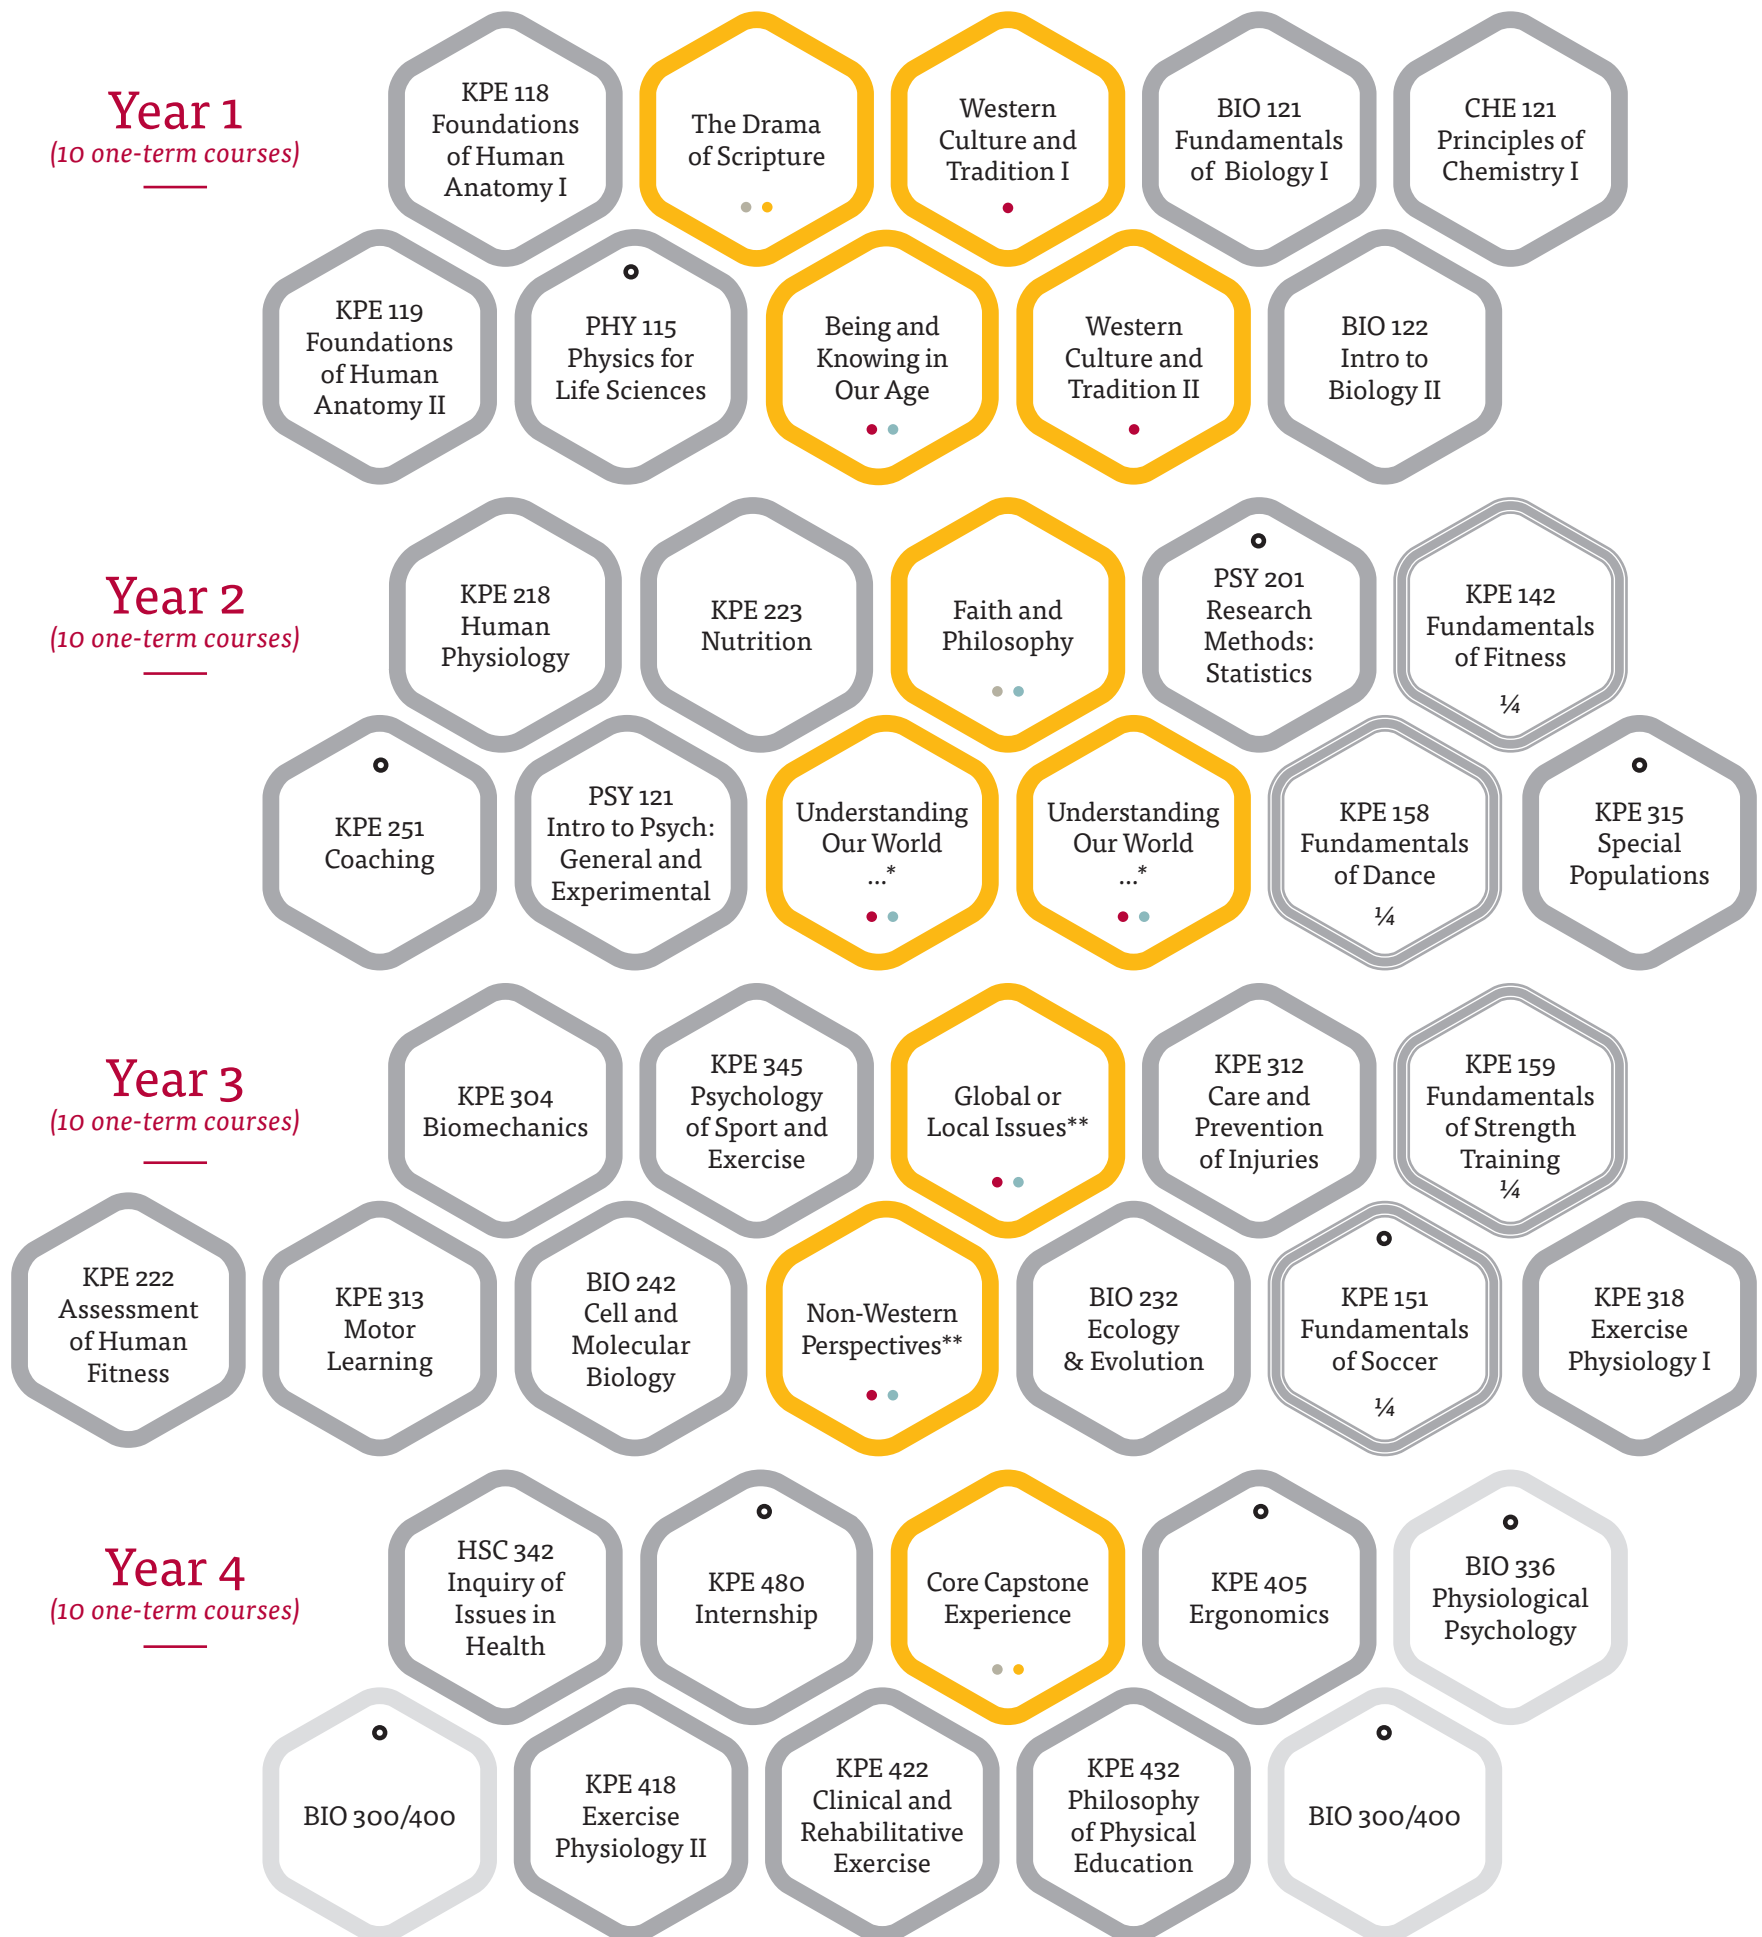 Year 1
(10 one-term courses)
KPE 118
Foundations
of Human
Anatomy I
The Drama
of Scripture
Western
Culture and
Tradition I
BIO 121
Fundamentals
of Biology I
CHE 121
Principles of
Chemistry I
KPE 119
Foundations
of Human
Anatomy II
PHY 115
Physics for
Life Sciences
Being and
Knowing in
Our Age
Western
Culture and
Tradition II
BIO 122
Intro to
Biology II
Year 2
(10 one-term courses)
KPE 218
Human
Physiology
KPE 223
Nutrition
Faith and
Philosophy
PSY 201
Research
Methods:
Statistics
KPE 142
Fundamentals
of Fitness
¼
KPE 251
Coaching
PSY 121
Intro to Psych:
General and
Experimental
Understanding
Our World
...*
Understanding
Our World
...*
KPE 158
Fundamentals
of Dance
¼
KPE 315
Special
Populations
Year 3
(10 one-term courses)
KPE 304
Biomechanics
KPE 345
Psychology
of Sport and
Exercise
Global or
Local Issues**
KPE 312
Care and
Prevention
of Injuries
KPE 159
Fundamentals
of Strength
Training
¼
KPE 222
Assessment
of Human
Fitness
KPE 313
Motor
Learning
BIO 242
Cell and
Molecular
Biology
Non-Western
Perspectives**
BIO 232
Ecology
& Evolution
KPE 151
Fundamentals
of Soccer
¼
KPE 318
Exercise
Physiology I
Year 4
(10 one-term courses)
HSC 342
Inquiry of
Issues in
Health
KPE 480
Internship
Core Capstone
Experience
KPE 405
Ergonomics
BIO 336
Physiological
Psychology
BIO 300/400
KPE 418
Exercise
Physiology II
KPE 422
Clinical and
Rehabilitative
Exercise
KPE 432
Philosophy
of Physical
Education
BIO 300/400